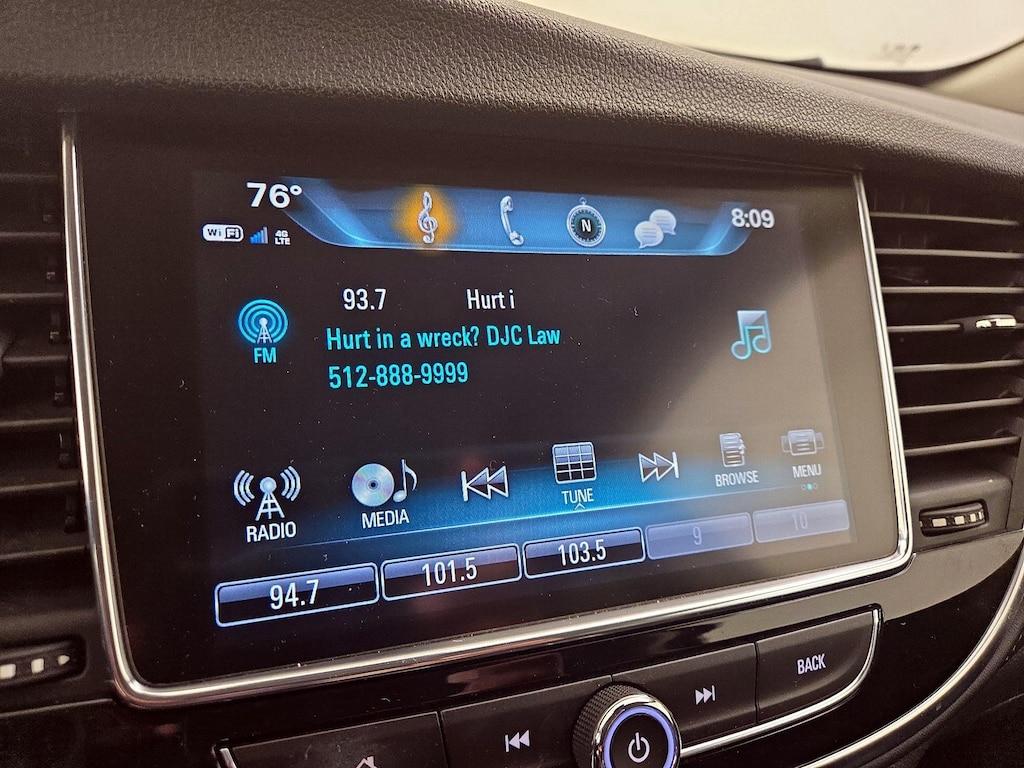 76° 8:09
WiFi 4G LTE
N
93.7 Hurt i
Hurt in a wreck? DJC Law
FM
512-888-9999
RADIO MEDIA TUNE BROWSE MENU
94.7 101.5 103.5 9 10
BACK